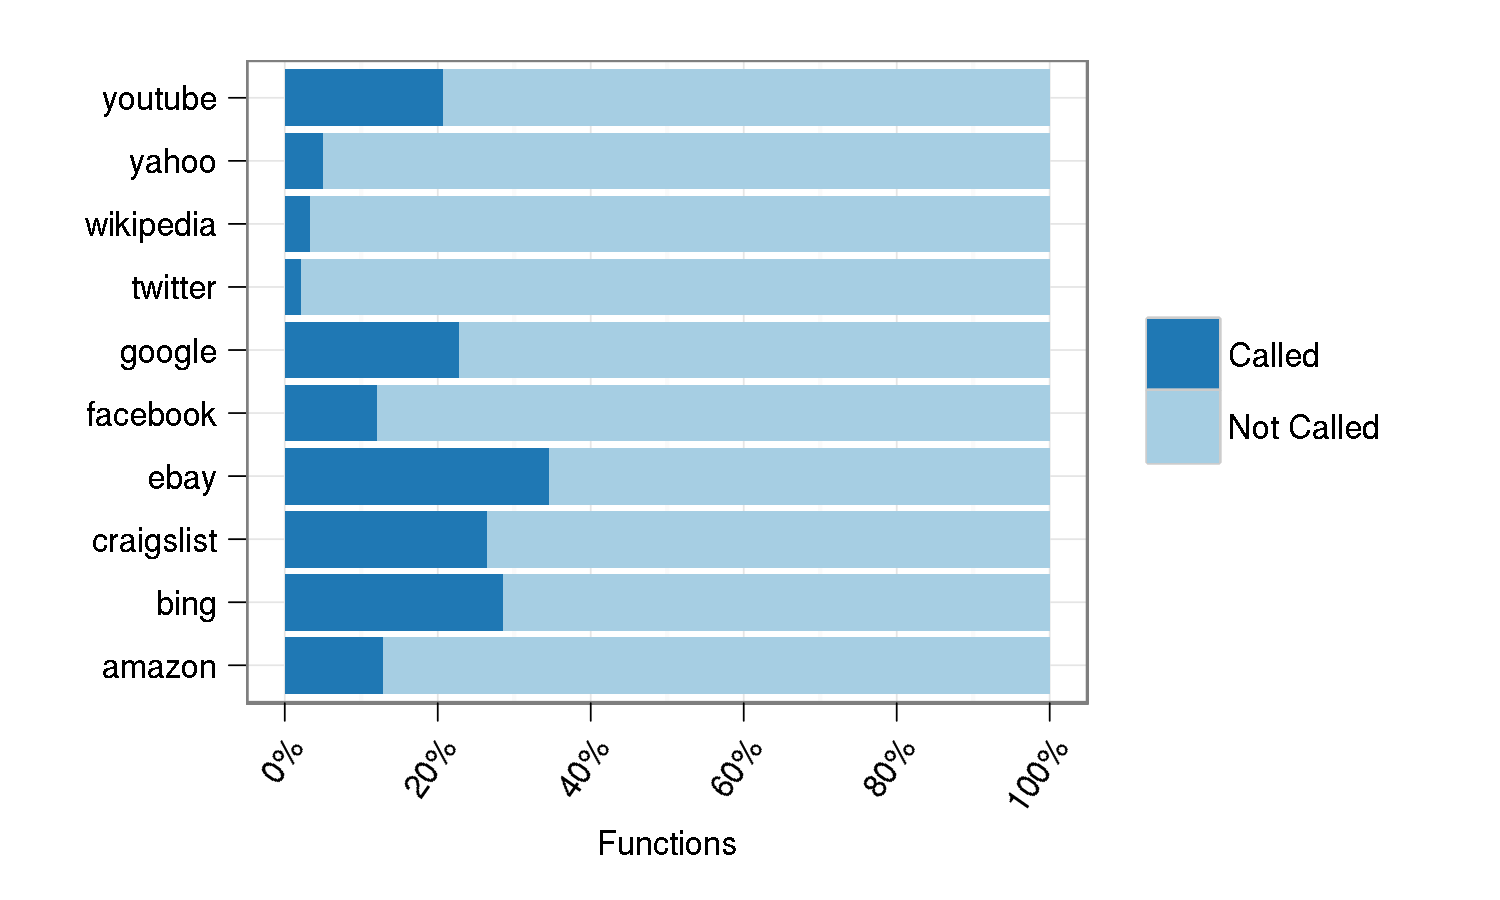 youtube
yahoo
wikipedia
twitter
google
facebook
ebay
craigslist
bing
amazon
0%
20%
40%
60%
80%
100%
Functions
Called
Not Called